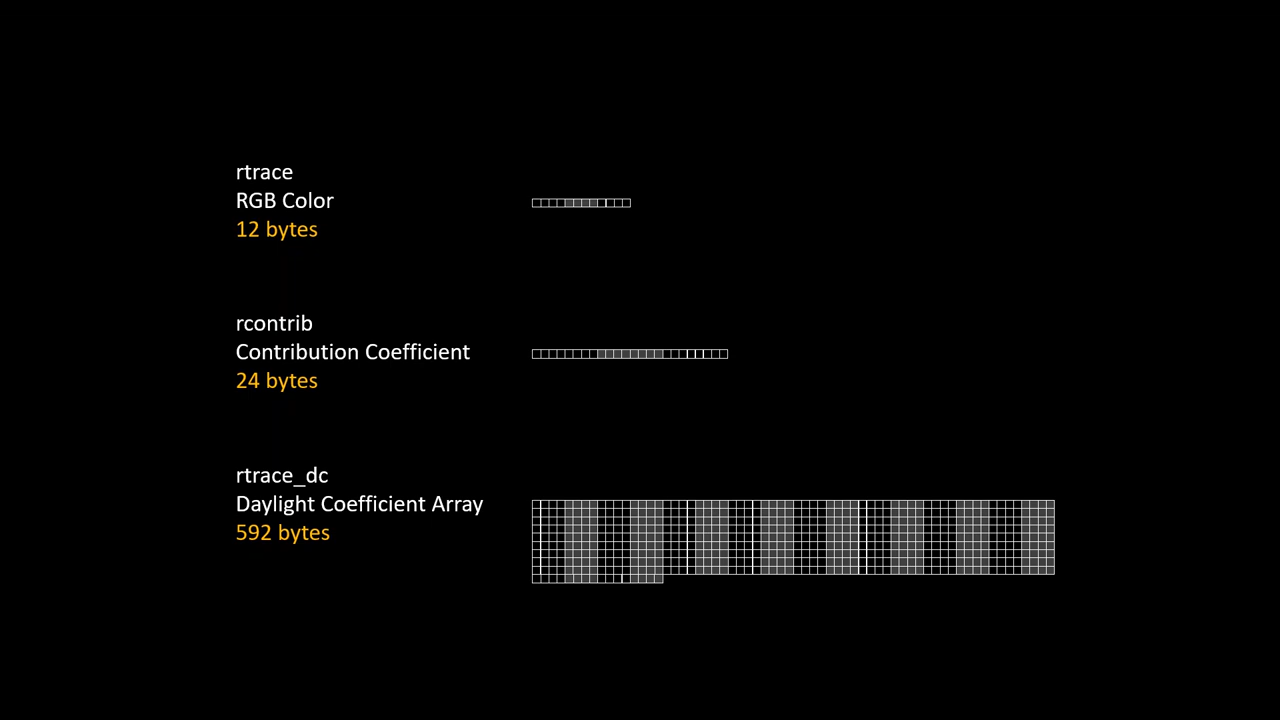 rtrace
RGB Color
12 bytes
rcontrib
Contribution Coefficient
24 bytes
rtrace_dc
Daylight Coefficient Array
592 bytes